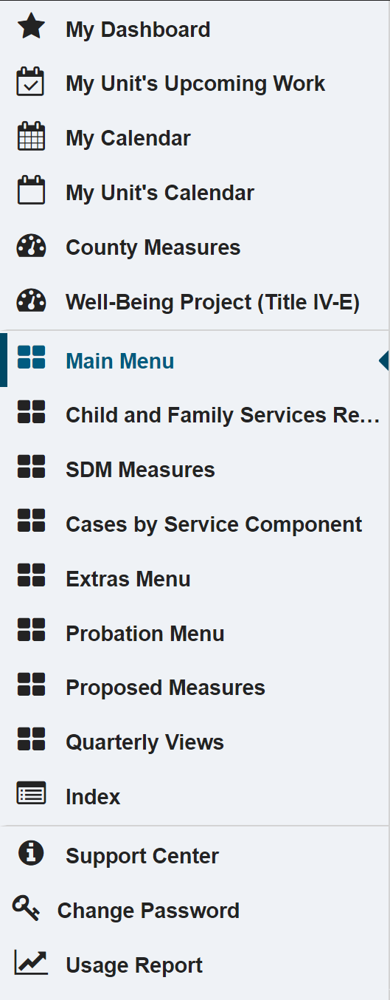 My Dashboard
My Unit's Upcoming Work
My Calendar
My Unit's Calendar
County Measures
Well-Being Project (Title IV-E)
Main Menu
Child and Family Services Re...
SDM Measures
Cases by Service Component
Extras Menu
Probation Menu
Proposed Measures
Quarterly Views
Index
Support Center
Change Password
Usage Report